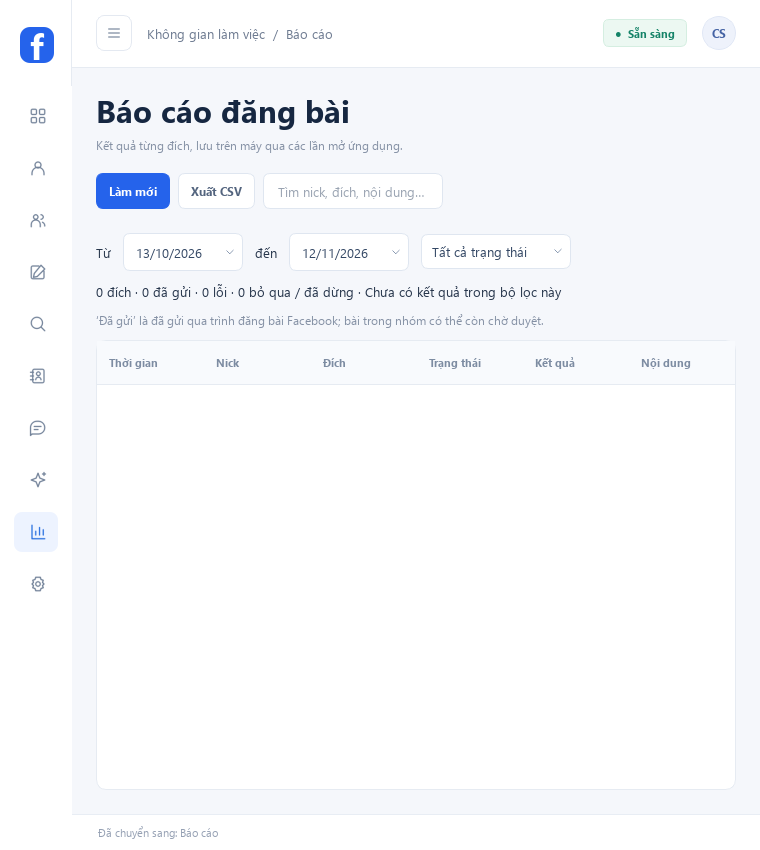 f
Không gian làm việc / Báo cáo
• Sẵn sàng
CS
Báo cáo đăng bài
Kết quả từng đích, lưu trên máy qua các lần mở ứng dụng.
Làm mới
Xuất CSV
Tìm nick, đích, nội dung...
Từ 13/10/2026 đến 12/11/2026 Tất cả trạng thái
0 đích · 0 đã gửi · 0 lỗi · 0 bỏ qua / đã dừng · Chưa có kết quả trong bộ lọc này
'Đã gửi' là đã gửi qua trình đăng bài Facebook; bài trong nhóm có thể còn chờ duyệt.
Thời gian Nick Đích Trạng thái Kết quả Nội dung
Đã chuyển sang: Báo cáo